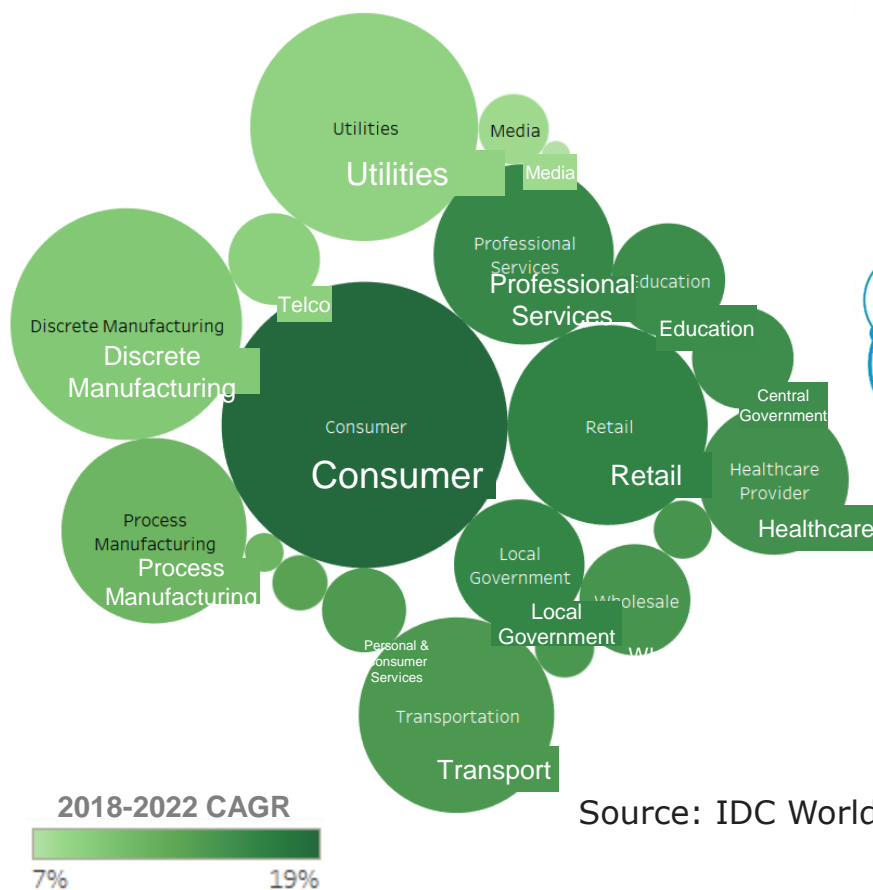 Utilities
Utilities
Media
Media
Professional
Services
Professional
Services
Education
Education
Telco
Discrete Manufacturing
Discrete
Manufacturing
Consumer
Consumer
Retail
Retail
Central
Government
Healthcare
Provider
Healthcare
Process
Manufacturing
Process
Manufacturing
Local
Government
Local
Government
Wholesale
Personal &
Consumer
Services
Transportation
Transport
2018-2022 CAGR
7%
19%
Source: IDC World